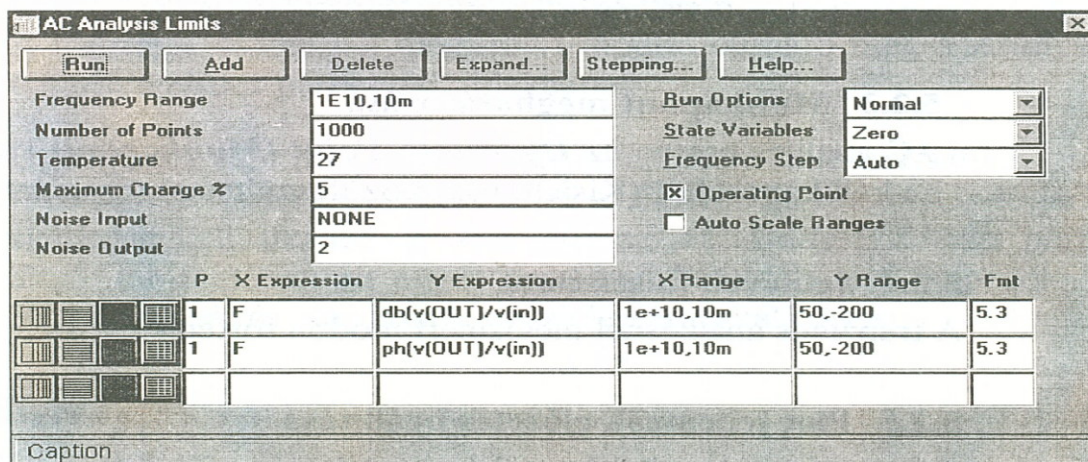 AC Analysis Limits
Run Add Delete Expand... Stepping... Help...
Frequency Range 1E10,10m Run Options Normal
Number of Points 1000 State Variables Zero
Temperature 27 Frequency Step Auto
Maximum Change % 5 Operating Point
Noise Input NONE Auto Scale Ranges
Noise Output 2
P X Expression Y Expression X Range Y Range Fmt
1 F db(v(OUT)/v(in)) 1e+10,10m 50,-200 5.3
1 F ph(v(OUT)/v(in)) 1e+10,10m 50,-200 5.3
Caption